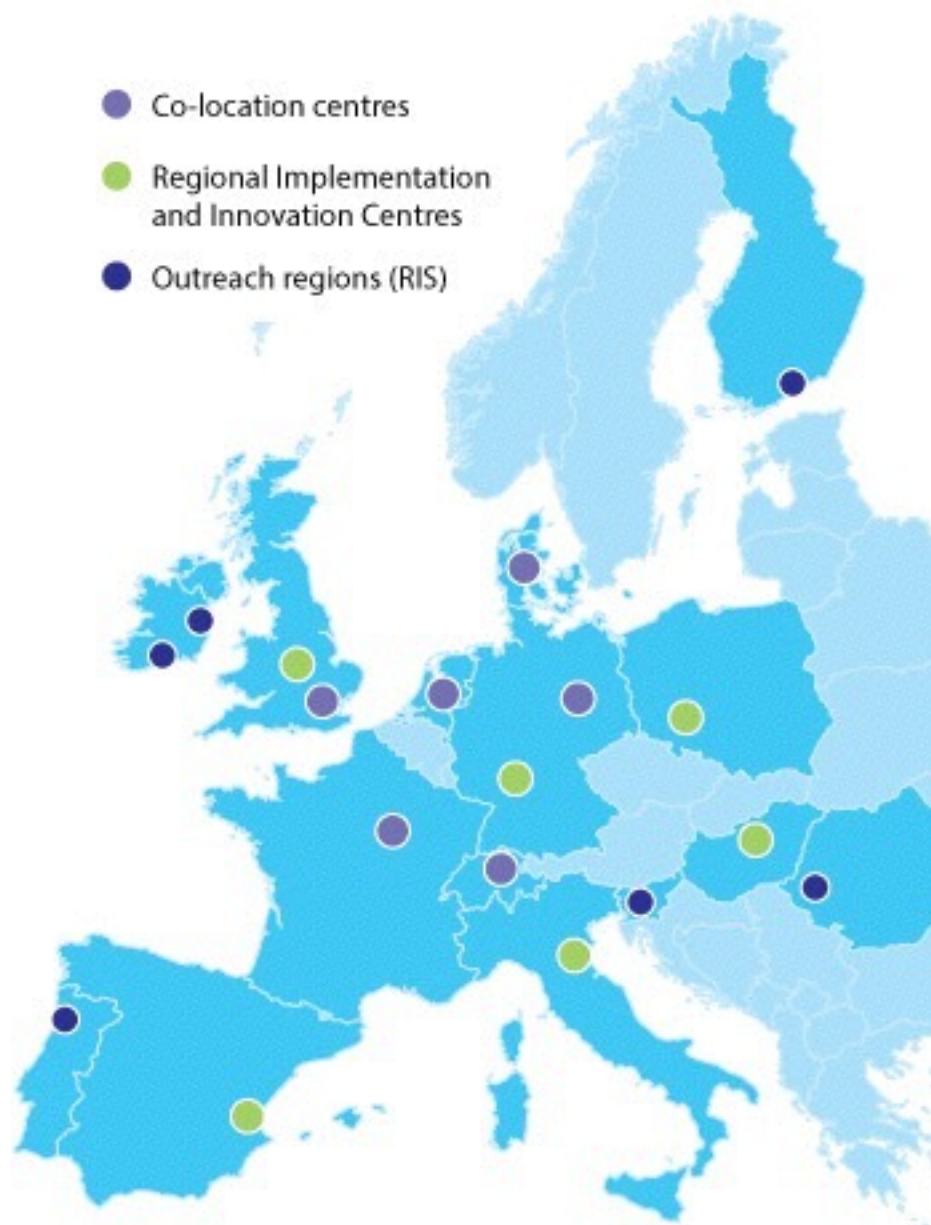 Co-location centres
Regional Implementation
and Innovation Centres
Outreach regions (RIS)